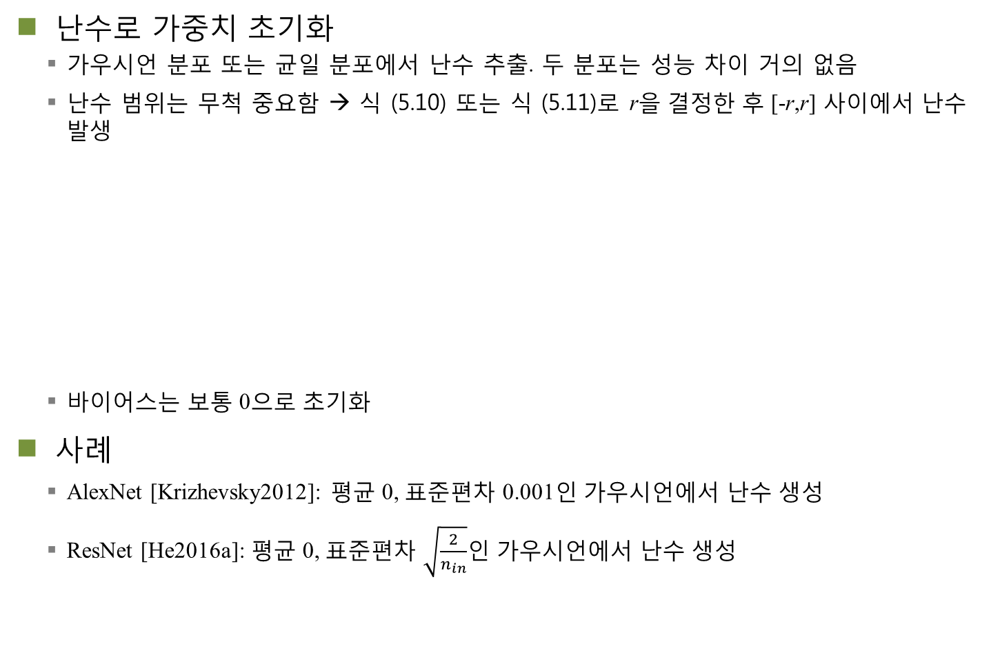 난수로 가중치 초기화
가우시언 분포 또는 균일 분포에서 난수 추출. 두 분포는 성능 차이 거의 없음
난수 범위는 무척 중요함 → 식 (5.10) 또는 식 (5.11)로 r을 결정한 후 [-r,r] 사이에서 난수
발생
바이어스는 보통 0으로 초기화
사례
AlexNet [Krizhevsky2012]: 평균 0, 표준편차 0.001인 가우시언에서 난수 생성
ResNet [He2016a]: 평균 0, 표준편차 √(2/n_in)인 가우시언에서 난수 생성